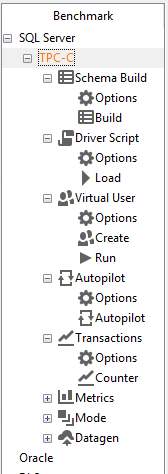 Benchmark
SQL Server
TPC-C
Schema Build
Options
Build
Driver Script
Options
Load
Virtual User
Options
Create
Run
Autopilot
Options
Autopilot
Transactions
Options
Counter
Metrics
Mode
Datagen
Oracle